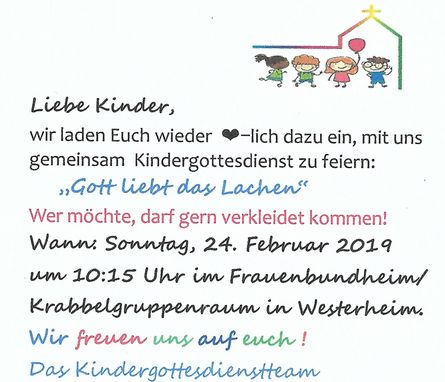 Liebe Kinder,
wir laden Euch wieder ❤-lich dazu ein, mit uns
gemeinsam Kindergottesdienst zu feiern:
„Gott liebt das Lachen“
Wer möchte, darf gern verkleidet kommen!
Wann: Sonntag, 24. Februar 2019
um 10:15 Uhr im Frauenbundheim/
Krabbelgruppenraum in Westerheim.
Wir freuen uns auf euch !
Das Kindergottesdienstteam